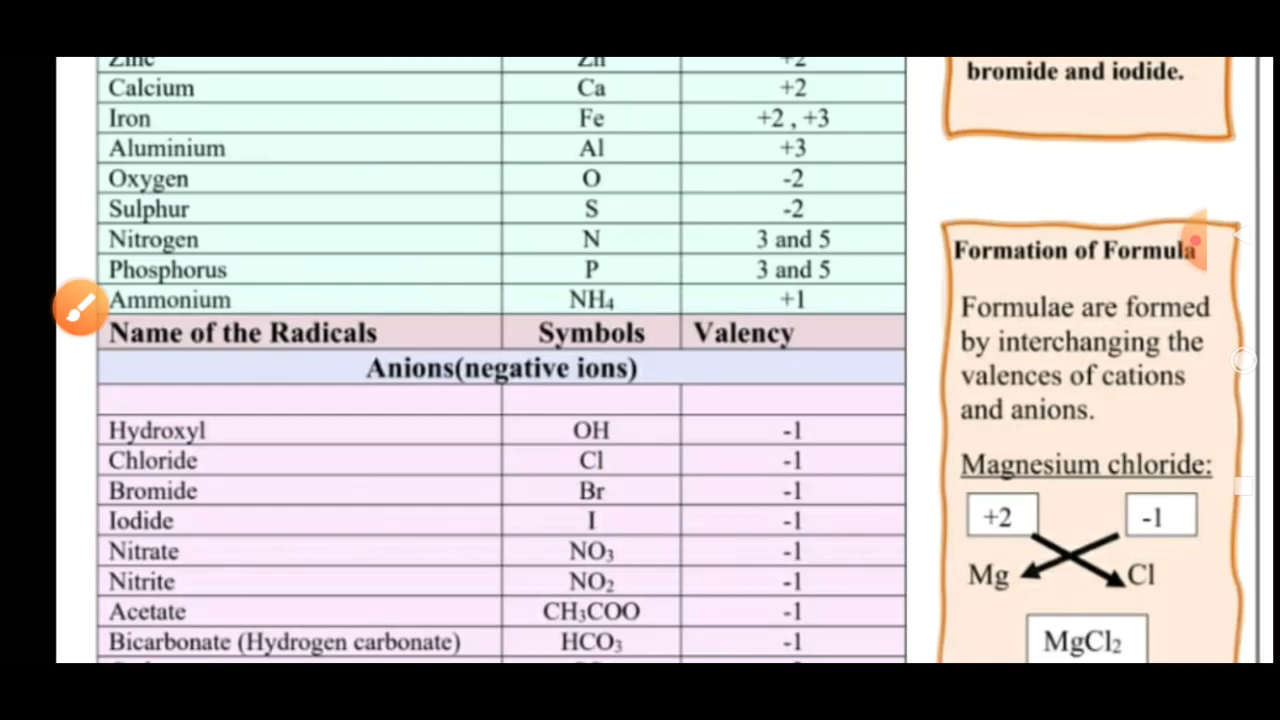 Zinc Zn +2
Calcium Ca +2
Iron Fe +2 , +3
Aluminium Al +3
Oxygen O -2
Sulphur S -2
Nitrogen N 3 and 5
Phosphorus P 3 and 5
Ammonium NH₄ +1
Name of the Radicals Symbols Valency
Anions(negative ions)
Hydroxyl OH -1
Chloride Cl -1
Bromide Br -1
Iodide I -1
Nitrate NO₃ -1
Nitrite NO₂ -1
Acetate CH₃COO -1
Bicarbonate (Hydrogen carbonate) HCO₃ -1
bromide and iodide.
Formation of Formula
Formulae are formed
by interchanging the
valences of cations
and anions.
Magnesium chloride:
+2 -1
Mg Cl
MgCl₂